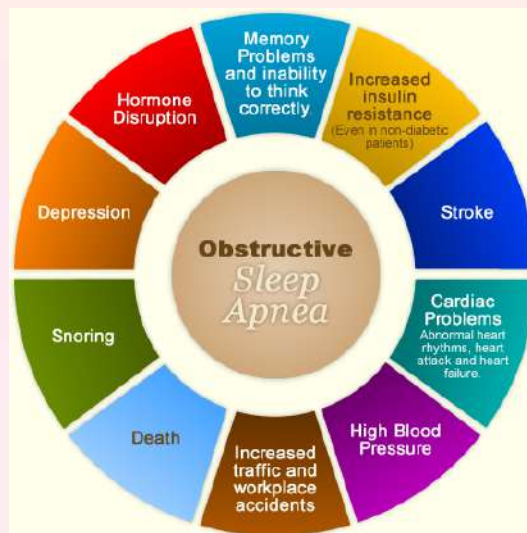 Memory
Problems
and inability
to think
correctly.
Increased
insulin
resistance
(Even in non-diabetic
patients)
Stroke
Cardiac
Problems
Abnormal heart
rhythms, heart
attack and heart
failure.
High Blood
Pressure
Increased
traffic and
workplace
accidents
Death
Snoring
Depression
Hormone
Disruption
Obstructive
Sleep
Apnea